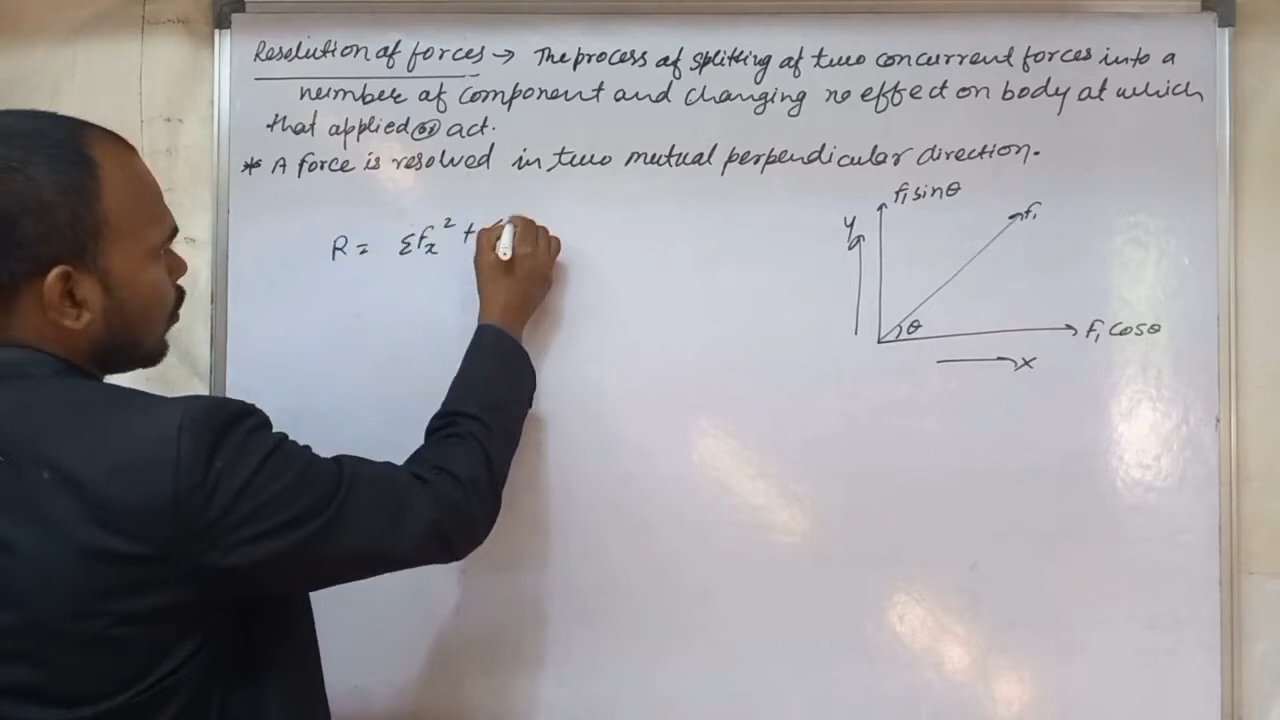 Resolution of forces → The process of splitting of two concurrent forces into a
number of component and changing no effect on body at which
that applied or act.
* A force is resolved in two mutual perpendicular direction.
f₁ sinθ
f₁
y
R = Σfx² +
θ
F₁ cosθ
x